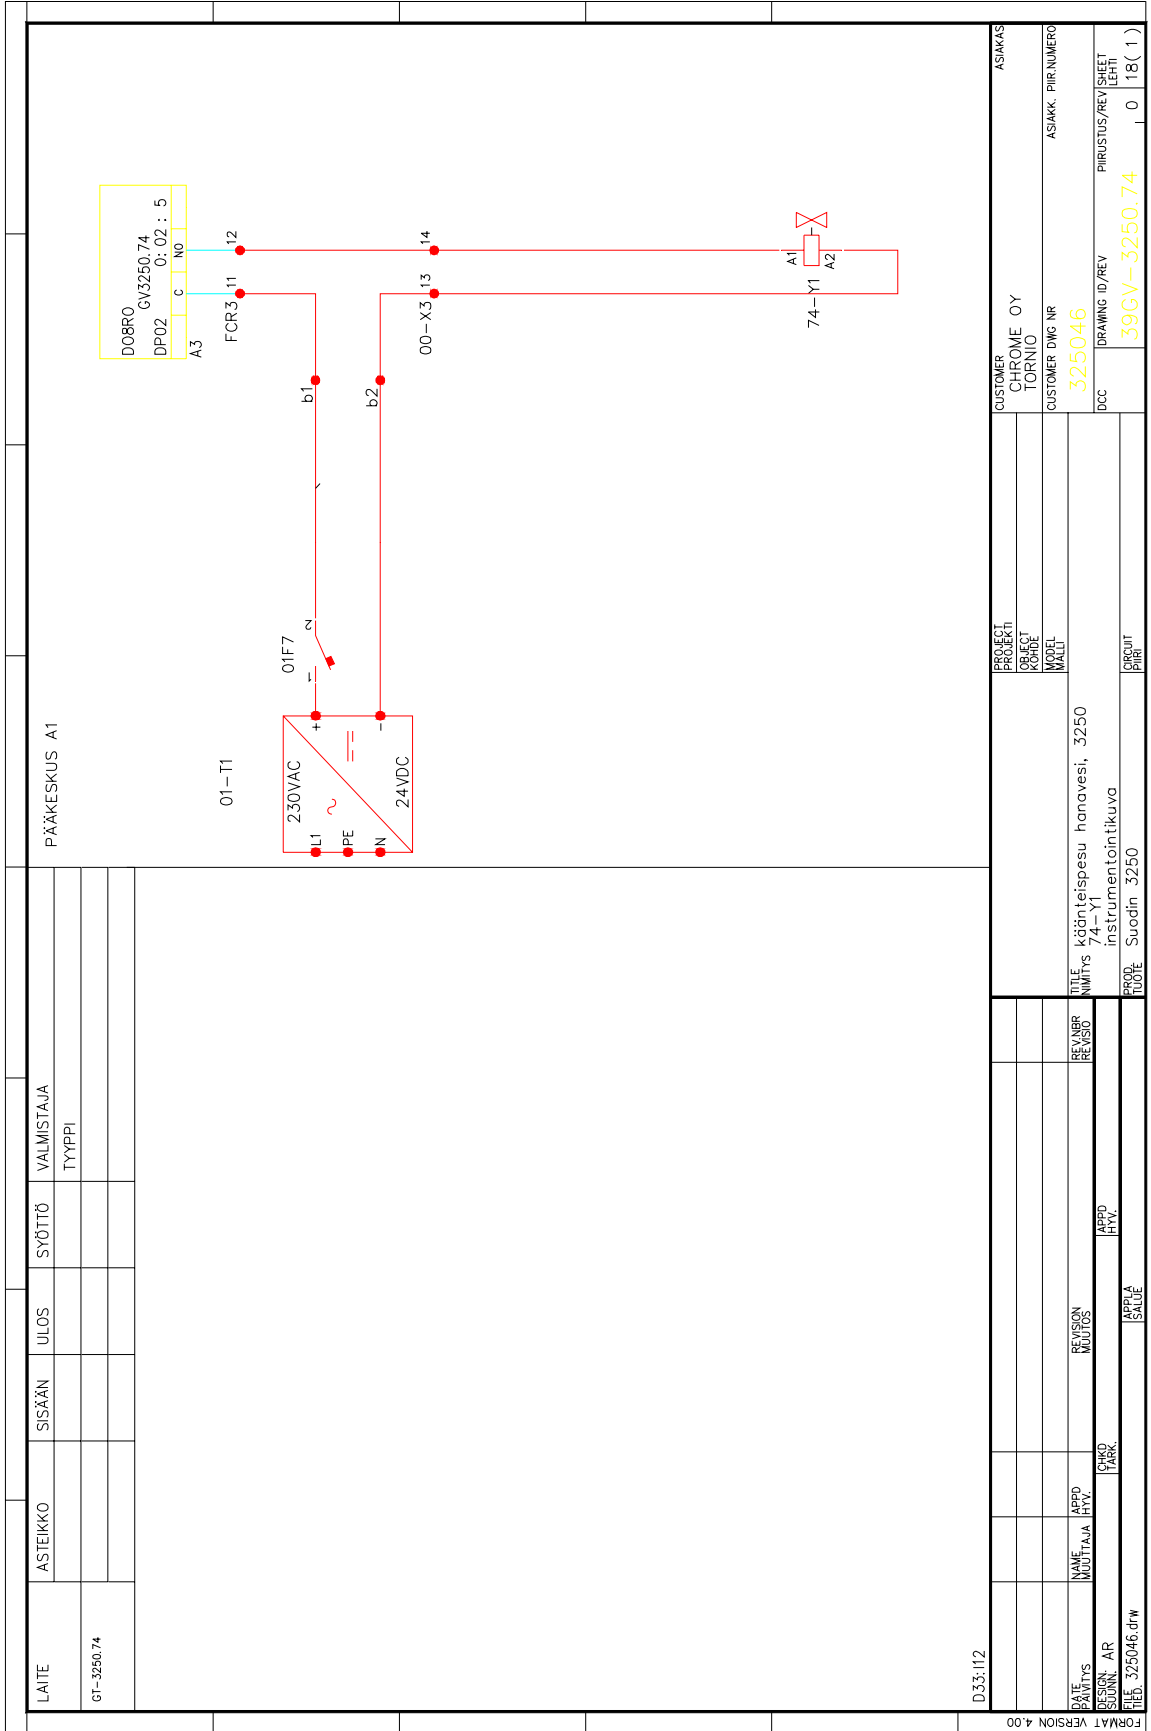 LAITE
ASTEIKKO
SISÄÄN
ULOS
SYÖTTÖ
VALMISTAJA
TYYPPI
GT-3250.74
PÄÄKESKUS A1
01-T1
230VAC
24VDC
L1
PE
N
+
-
01F7
1
2
b1
b2
DO8RO
GV3250.74
DP02
0: 02 : 5
C
NO
A3
FCR3
11
12
00-X3
13
14
A1
A2
74-Y1
D33:I12
DATE
PAIVITYS
NAME
MUUTTAJA
APPD
HYV.
REVISION
MUUTOS
REV.NBR
REVISIO
DESIGN.
SUUNN.
AR
CHKD
TARK.
APPD
HYV.
FILE
TIED.
325046.drw
APPLA
SALUE
FORMAT VERSION 4.00
PROJECT
PROJEKTI
OBJECT
KOHDE
MODEL
MALLI
TITLE
NIMITYS
käänteispesu hanavesi, 3250
74-Y1
instrumentointikuva
PROD.
TUOTE
Suodin 3250
CIRCUIT
PIIRI
CUSTOMER
ASIAKAS
CHROME OY
TORNIO
CUSTOMER DWG NR
ASIAKK. PIIR.NUMERO
325046
DCC
DRAWING ID/REV
PIIRUSTUS/REV
39GV-3250.74
0
SHEET
LEHTI
18( 1 )